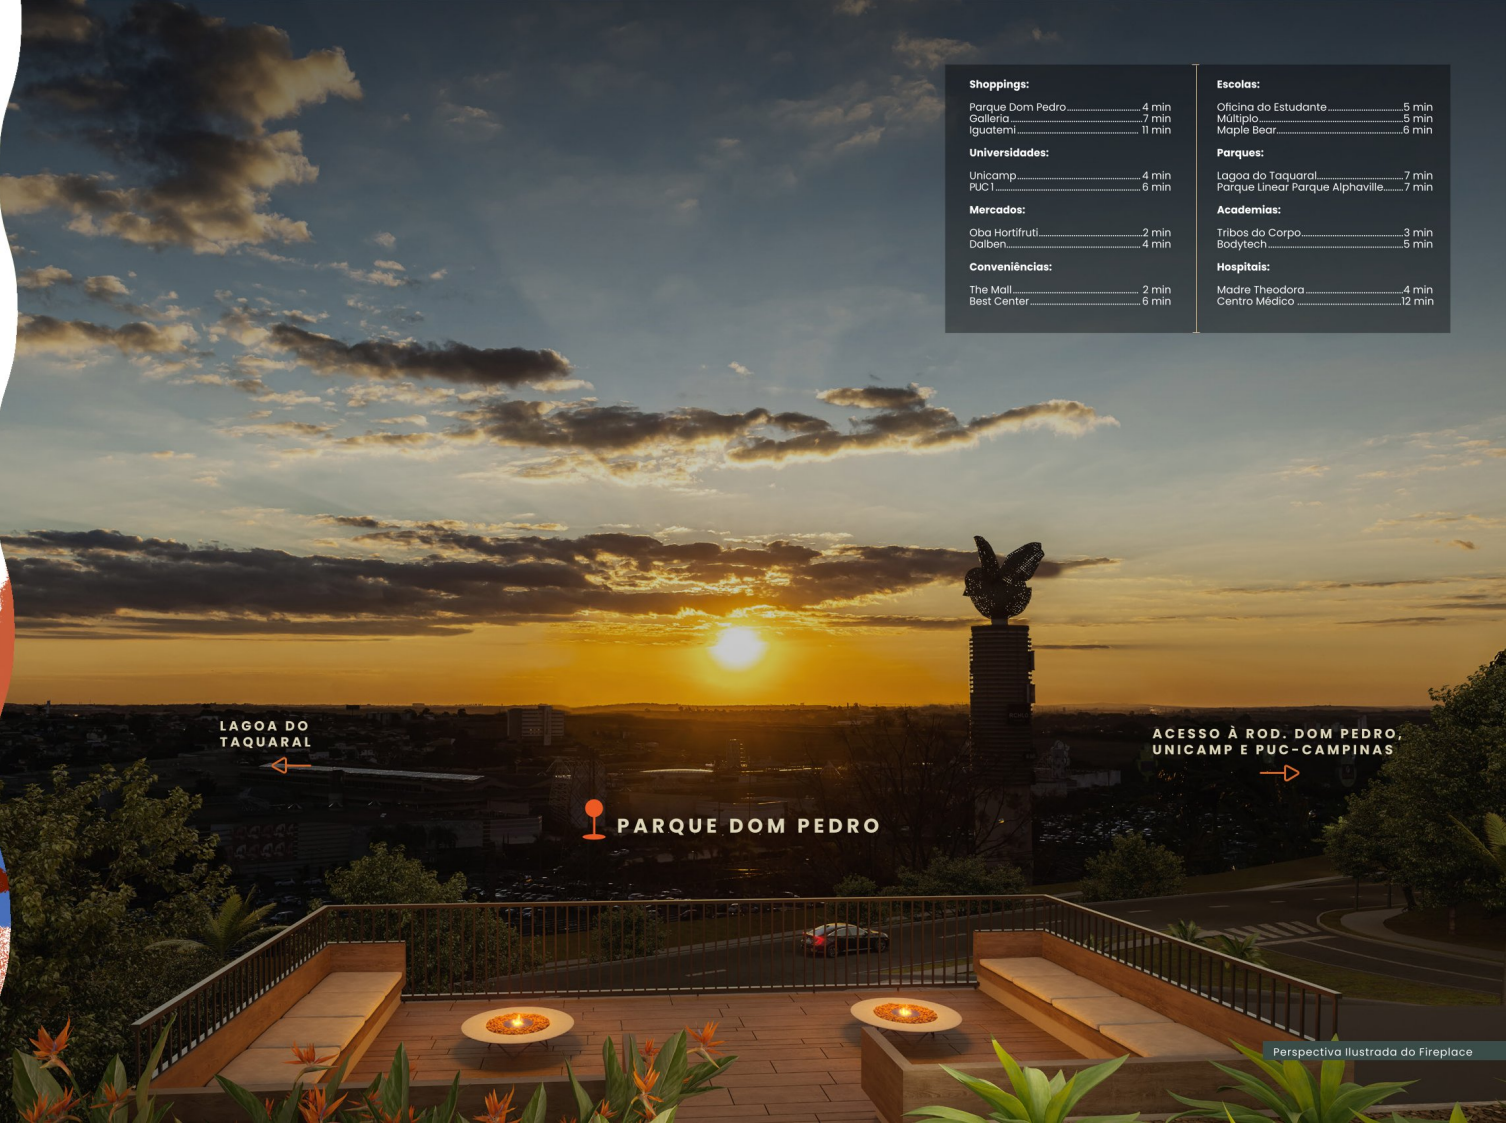 Shoppings:
Parque Dom Pedro 4 min
Galleria 7 min
Iguatemi 11 min
Universidades:
Unicamp 4 min
PUC 1 6 min
Mercados:
Oba Hortifruti 2 min
Dalben 4 min
Conveniências:
The Mall 2 min
Best Center 6 min
Escolas:
Oficina do Estudante 5 min
Múltiplo 5 min
Maple Bear 6 min
Parques:
Lagoa do Taquaral 7 min
Parque Linear Parque Alphaville 7 min
Academias:
Tribos do Corpo 3 min
Bodytech 5 min
Hospitais:
Madre Theodora 4 min
Centro Médico 12 min
LAGOA DO
TAQUARAL
ACESSO À ROD. DOM PEDRO,
UNICAMP E PUC-CAMPINAS
PARQUE DOM PEDRO
Perspectiva Ilustrada do Fireplace